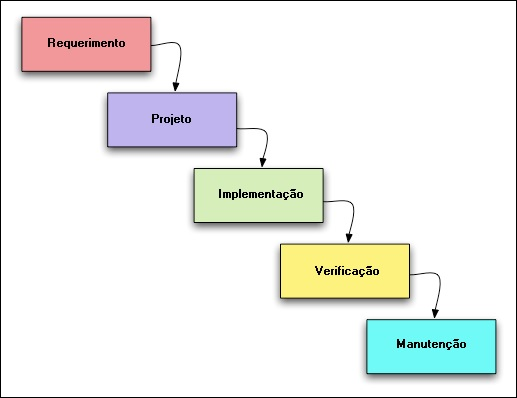 Requerimento
Projeto
Implementação
Verificação
Manutenção